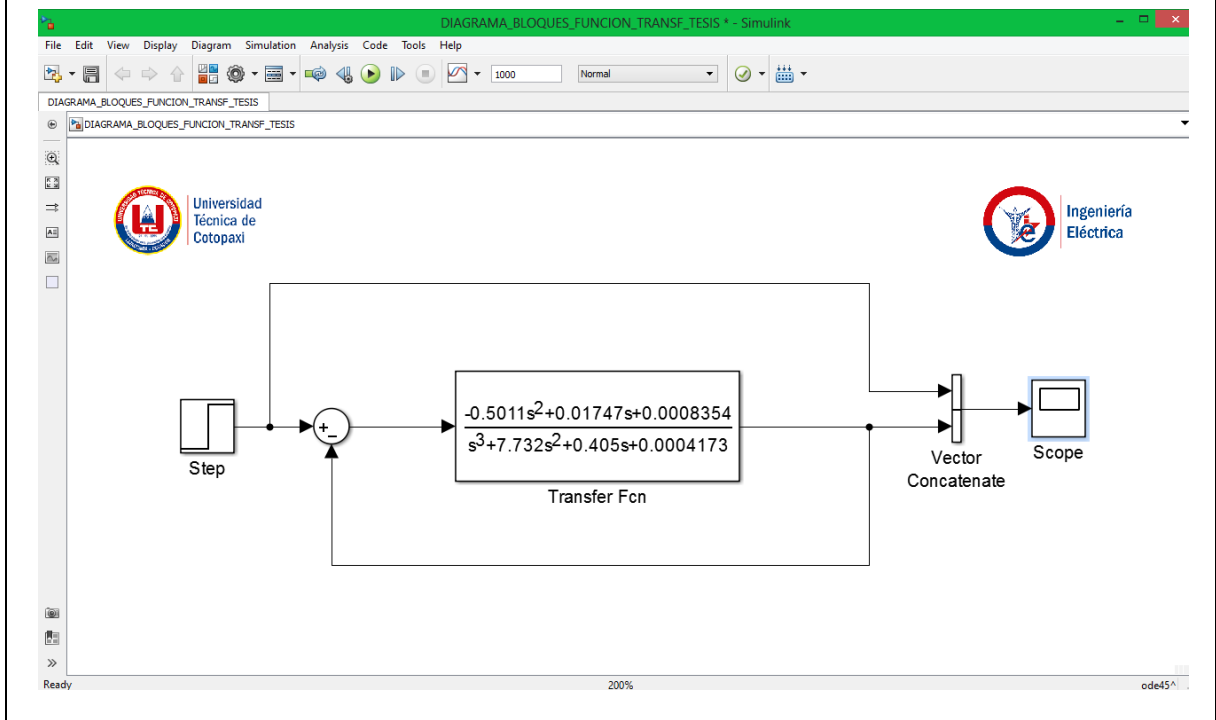 DIAGRAMA_BLOQUES_FUNCION_TRANSF_TESIS * - Simulink
File Edit View Display Diagram Simulation Analysis Code Tools Help
1000 Normal
DIAGRAMA_BLOQUES_FUNCION_TRANSF_TESIS
DIAGRAMA_BLOQUES_FUNCION_TRANSF_TESIS
Universidad
Técnica de
Cotopaxi
Ingeniería
Eléctrica
-0.5011s²+0.01747s+0.0008354
s³+7.732s²+0.405s+0.0004173
+_
Step
Transfer Fcn
Vector
Concatenate
Scope
Ready 200% ode45^